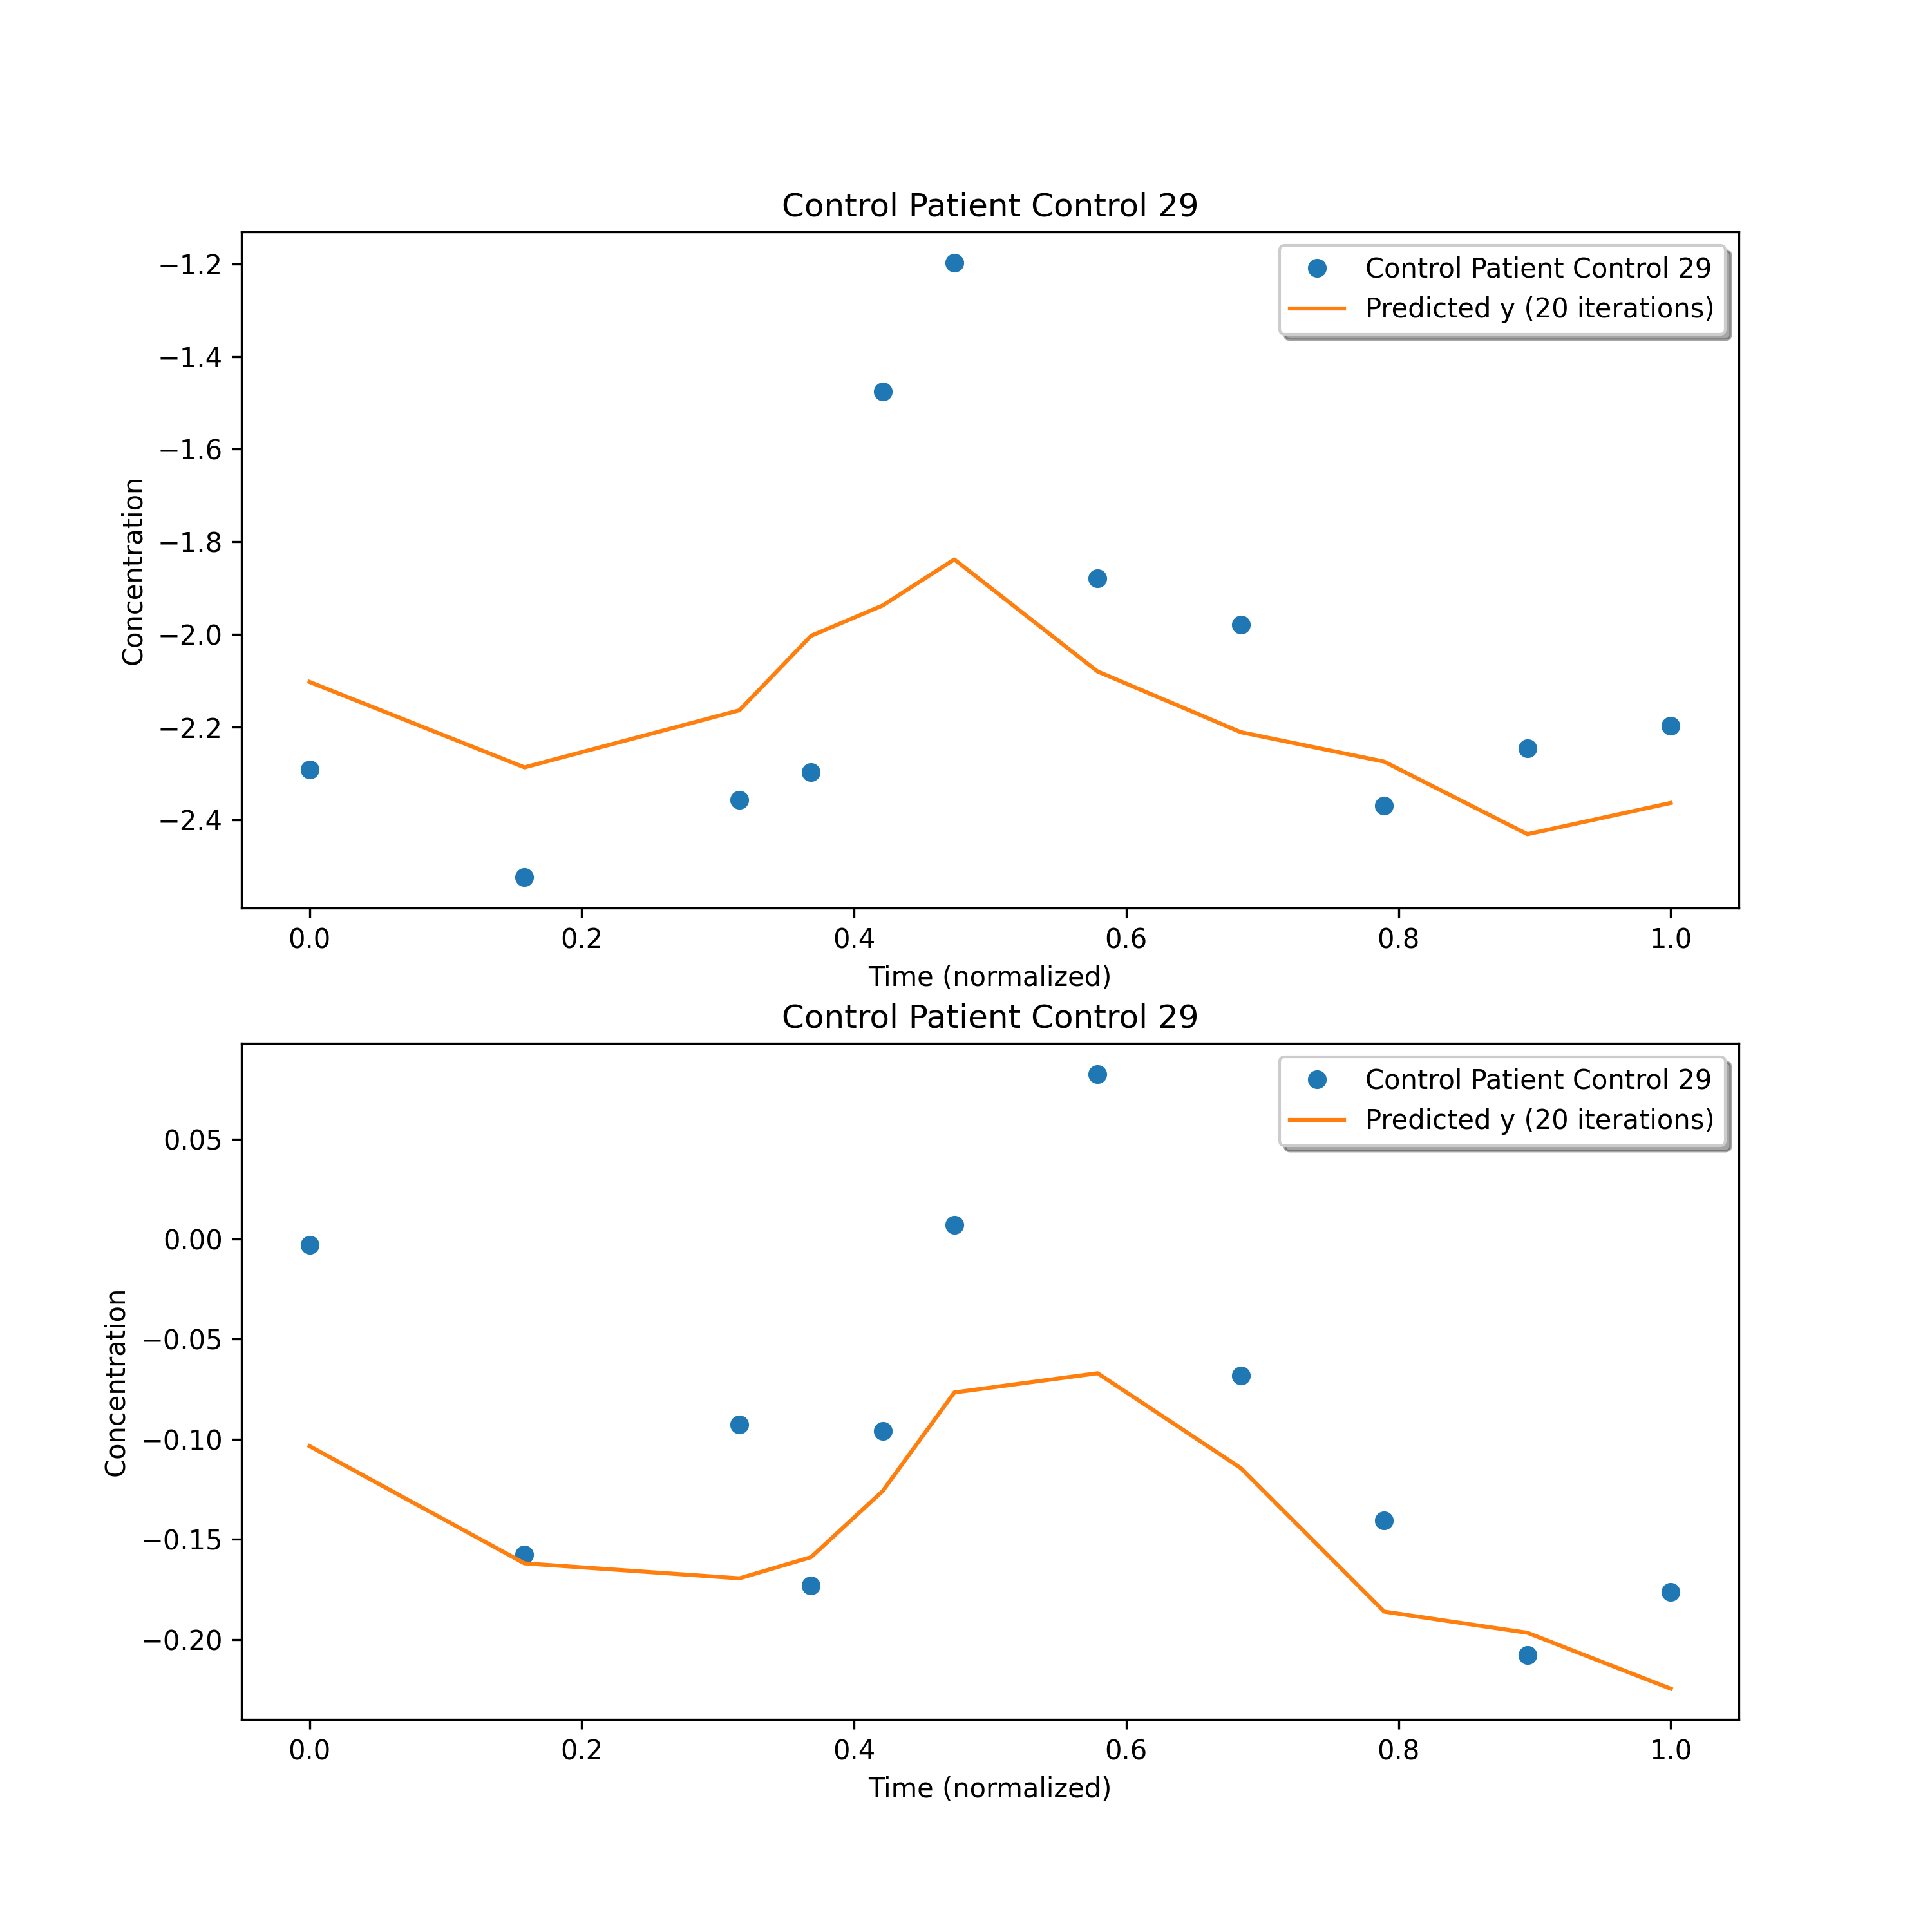 Control Patient Control 29
Control Patient Control 29
Predicted y (20 iterations)
Concentration
−1.2
−1.4
−1.6
−1.8
−2.0
−2.2
−2.4
0.0 0.2 0.4 0.6 0.8 1.0
Time (normalized)
Control Patient Control 29
Control Patient Control 29
Predicted y (20 iterations)
Concentration
0.05
0.00
−0.05
−0.10
−0.15
−0.20
0.0 0.2 0.4 0.6 0.8 1.0
Time (normalized)